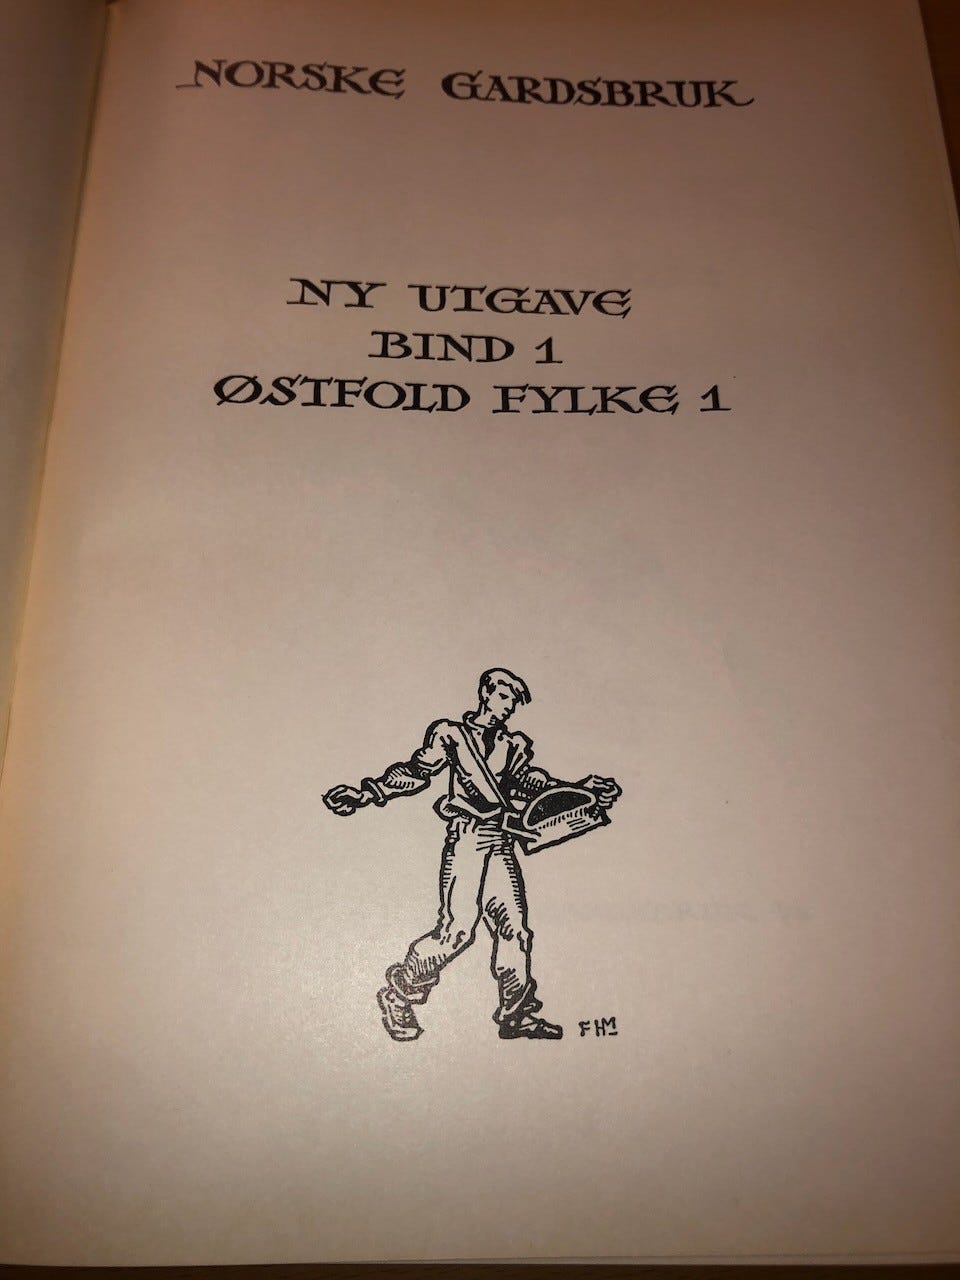 NORSKE GARDSBRUK
NY UTGAVE
BIND 1
ØSTFOLD FYLKE 1
FHM